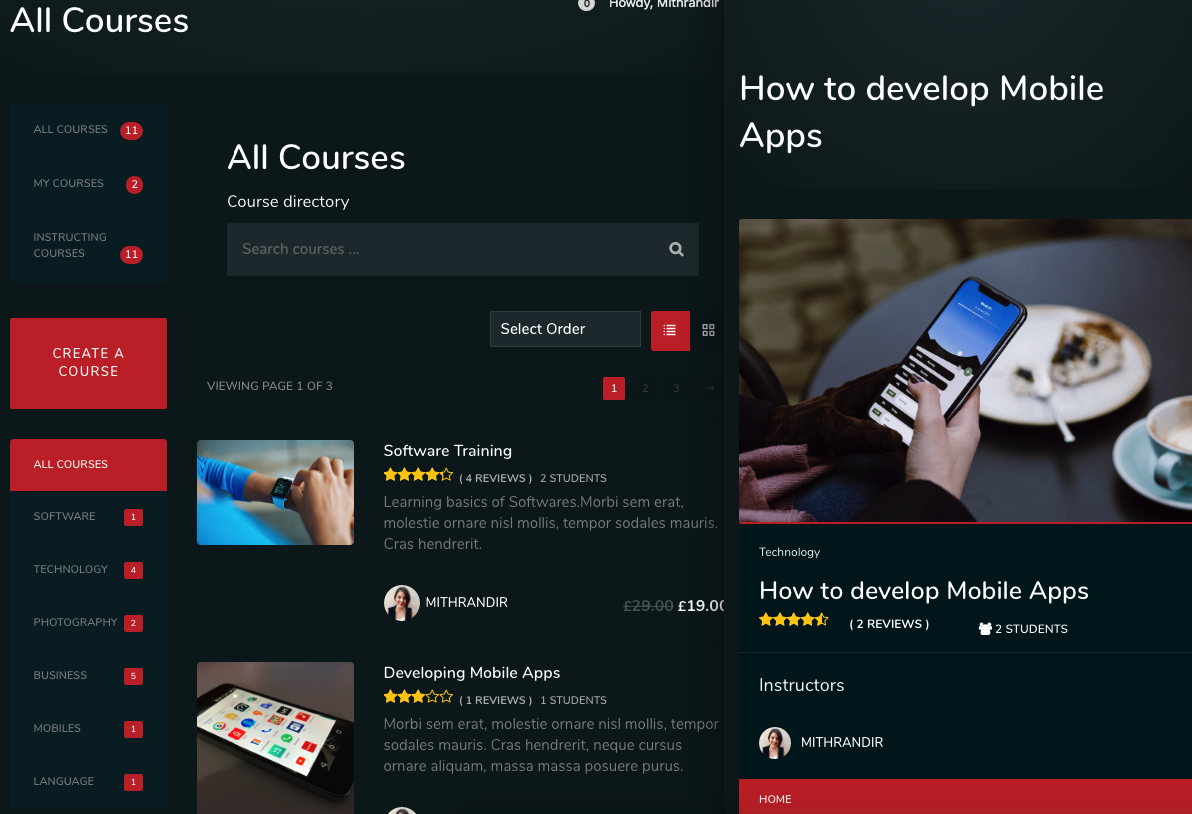 All Courses
0 Howdy, Mithrandir
ALL COURSES 11
MY COURSES 2
INSTRUCTING
COURSES 11
CREATE A
COURSE
ALL COURSES
SOFTWARE 1
TECHNOLOGY 4
PHOTOGRAPHY 2
BUSINESS 5
MOBILES 1
LANGUAGE 1
All Courses
Course directory
Search courses ...
Select Order
VIEWING PAGE 1 OF 3
1 2 3 →
Software Training
( 4 REVIEWS ) 2 STUDENTS
Learning basics of Softwares.Morbi sem erat,
molestie ornare nisl mollis, tempor sodales mauris.
Cras hendrerit.
MITHRANDIR £29.00 £19.00
Developing Mobile Apps
( 1 REVIEWS ) 1 STUDENTS
Morbi sem erat, molestie ornare nisl mollis, tempor
sodales mauris. Cras hendrerit, neque cursus
ornare aliquam, massa massa posuere purus.
How to develop Mobile
Apps
Technology
How to develop Mobile Apps
( 2 REVIEWS ) 2 STUDENTS
Instructors
MITHRANDIR
HOME